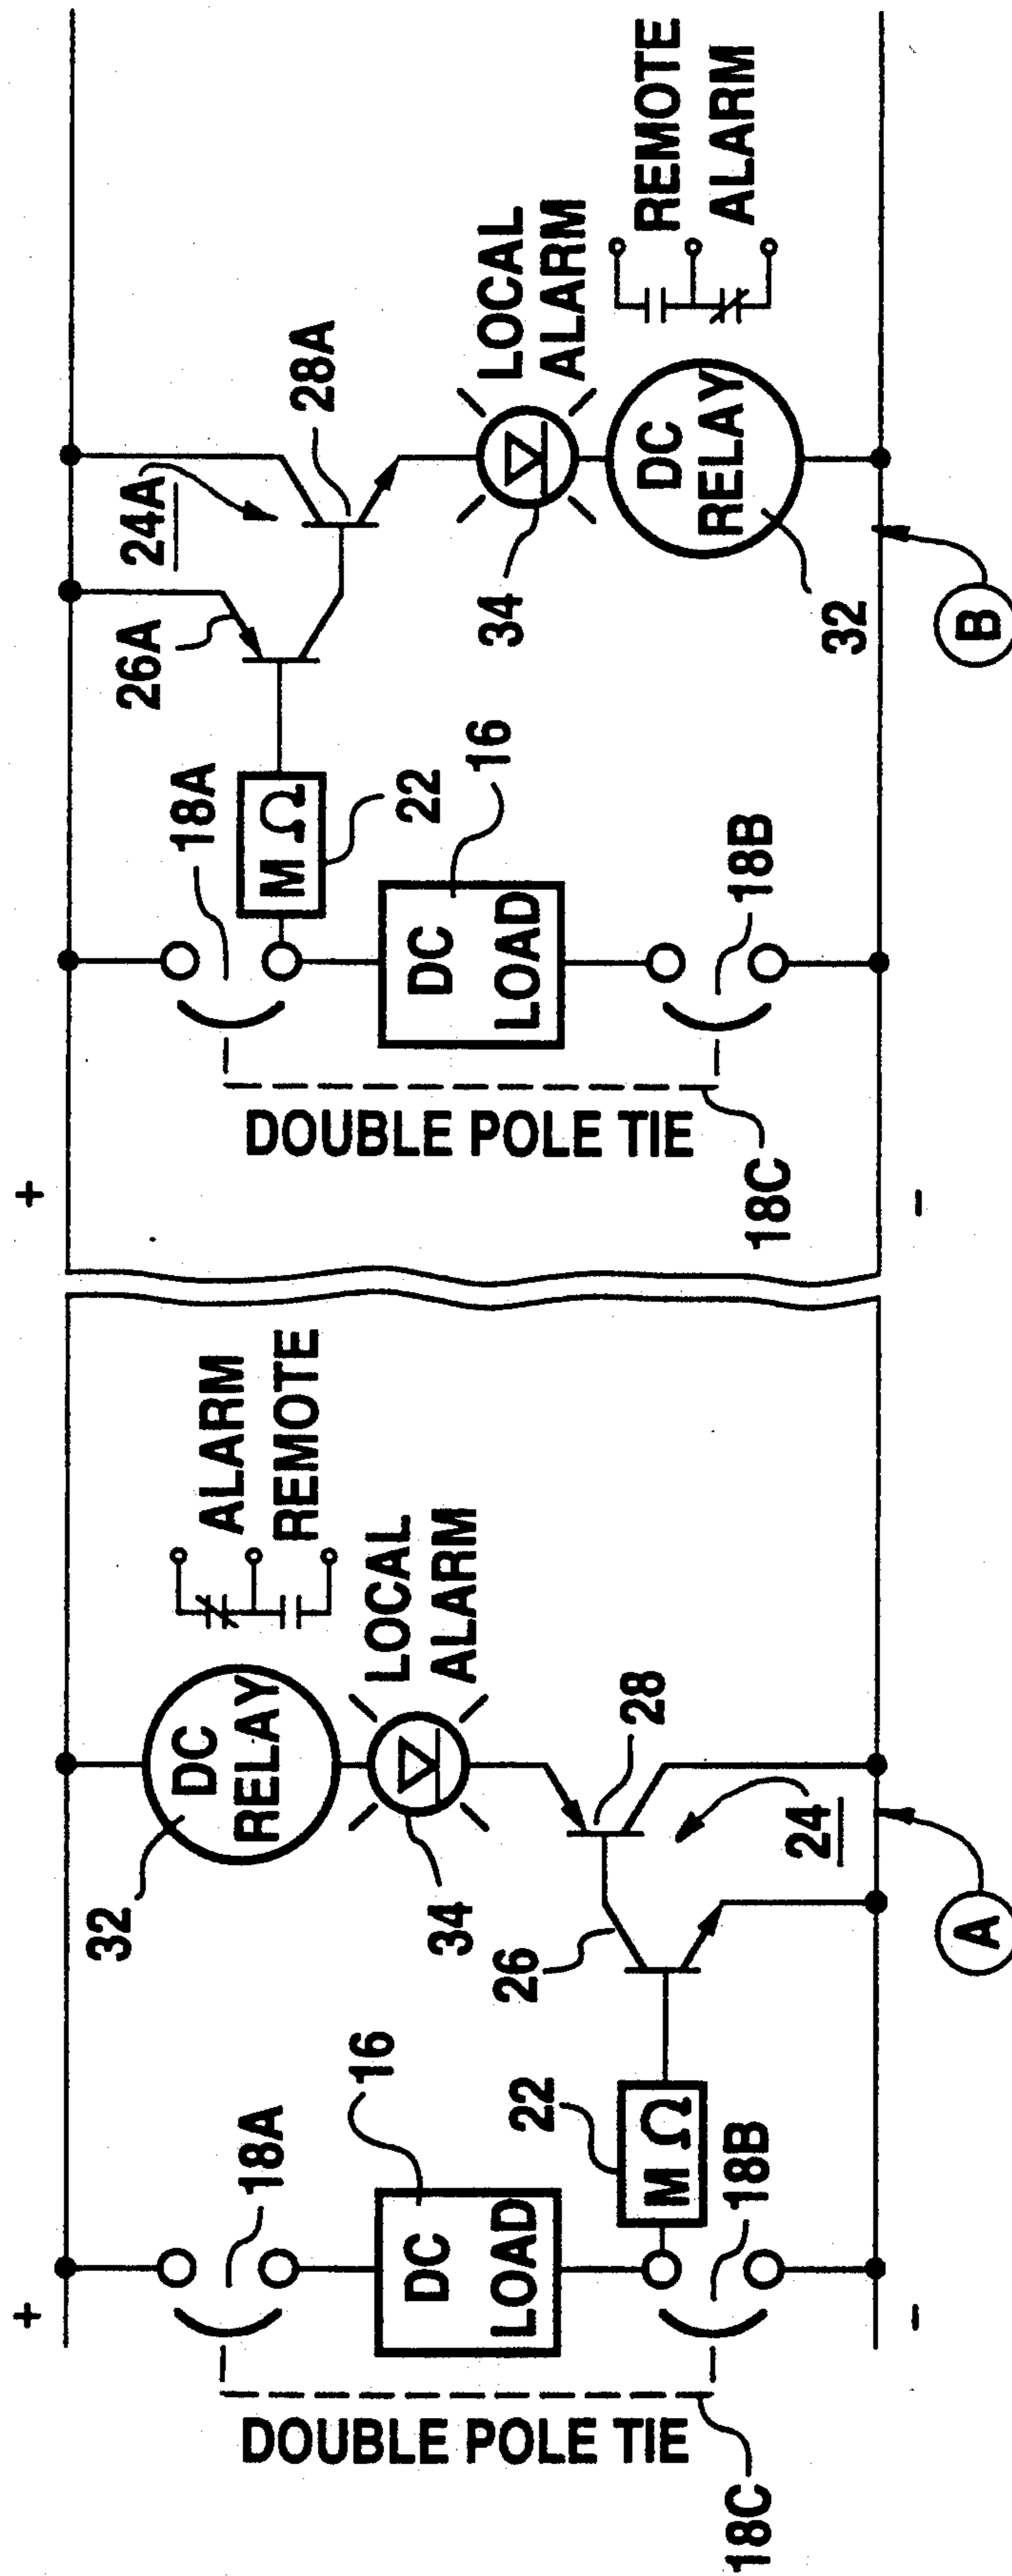 +
18A
16
DC
LOAD
22
M Ω
18B
DOUBLE POLE TIE
18C
−
32
DC
RELAY
ALARM
REMOTE
34
LOCAL
ALARM
26
28
24
A
+
18A
26A
24A
28A
M Ω
22
16
DC
LOAD
18B
DOUBLE POLE TIE
18C
−
34
LOCAL
ALARM
REMOTE
ALARM
DC
RELAY
32
B